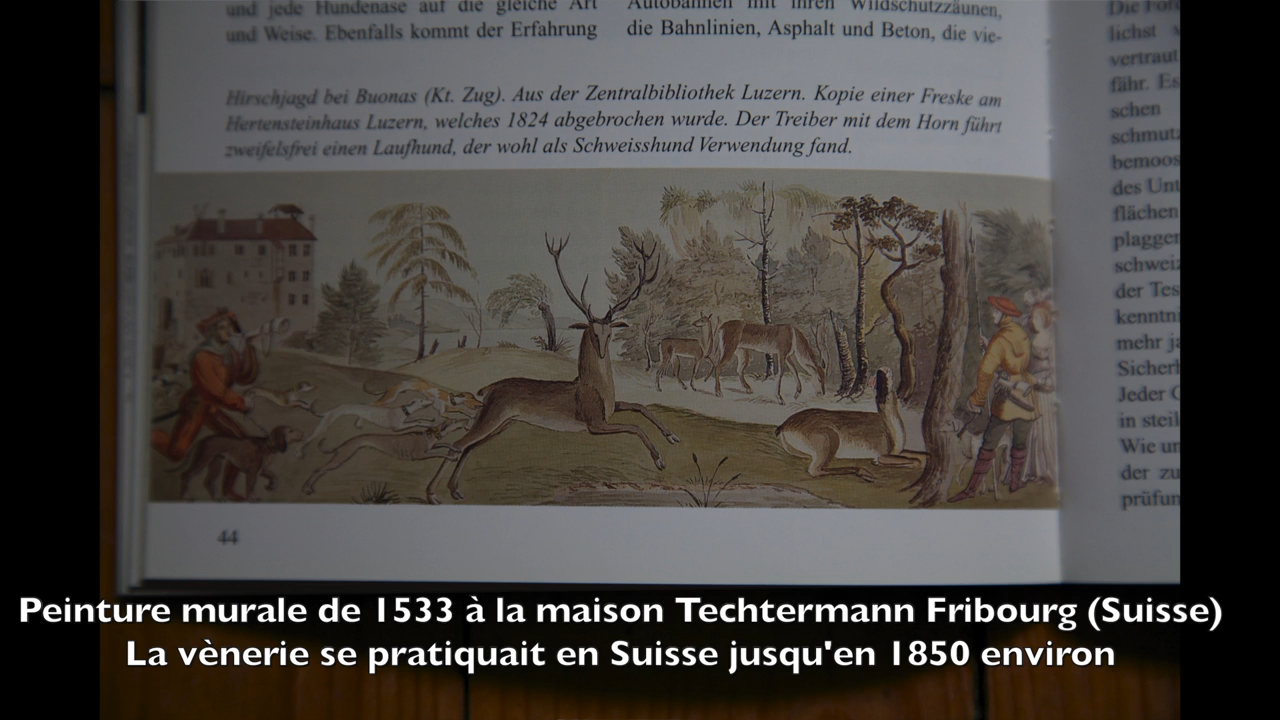 und jede Hundenase auf die gleiche Art
und Weise. Ebenfalls kommt der Erfahrung
Autobahnen mit ihren Wildschutzzäunen,
die Bahnlinien, Asphalt und Beton, die vie-
Hirschjagd bei Buonas (Kt. Zug). Aus der Zentralbibliothek Luzern. Kopie einer Freske am
Hertensteinhaus Luzern, welches 1824 abgebrochen wurde. Der Treiber mit dem Horn führt
zweifelsfrei einen Laufhund, der wohl als Schweisshund Verwendung fand.
44
lichst
vertraut
fähr. Es
schen
schmutz
bemoos
des Unt
flächen
plagger
schweiz
der Tes
kenntni
mehr ja
Sicherh
Jeder G
in steil
Wie un
der zu
prüfun
Peinture murale de 1533 à la maison Techtermann Fribourg (Suisse)
La vènerie se pratiquait en Suisse jusqu'en 1850 environ